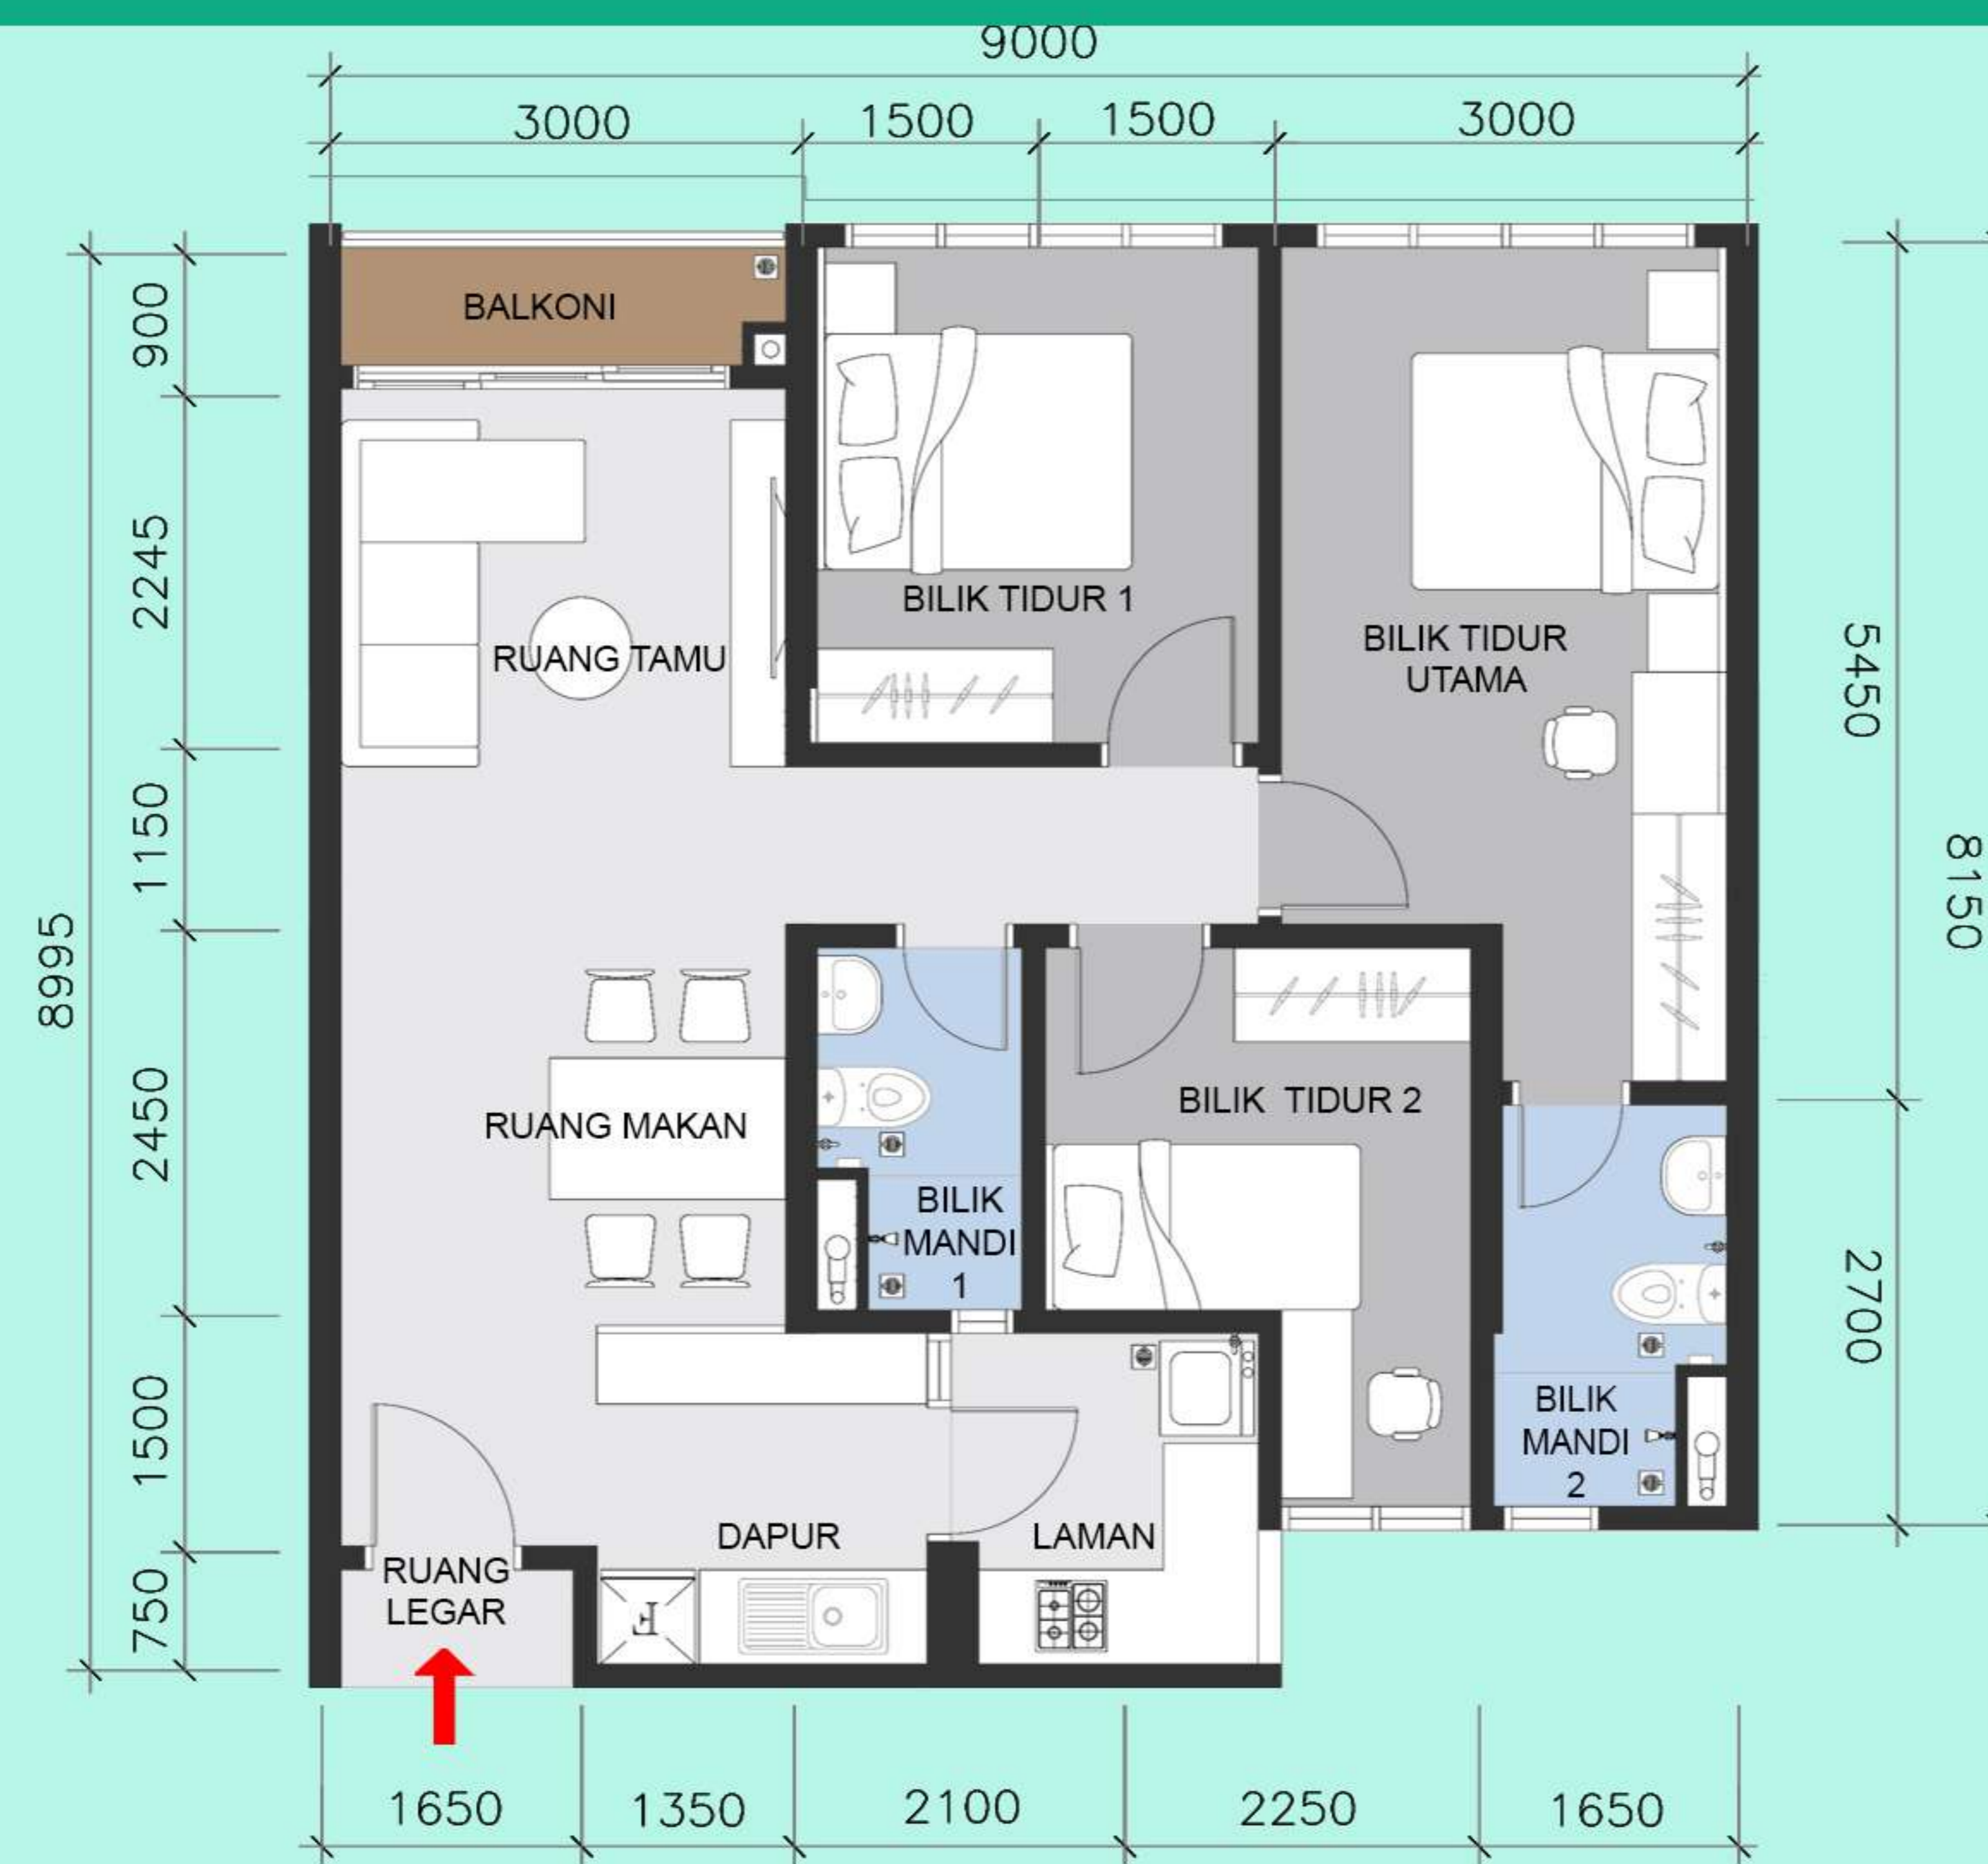 9000
3000
1500
1500
3000
900
2245
1150
2450
1500
750
8995
5450
2700
8150
BALKONI
BILIK TIDUR 1
BILIK TIDUR
UTAMA
RUANG TAMU
RUANG MAKAN
BILIK TIDUR 2
BILIK
MANDI
1
BILIK
MANDI
2
DAPUR
LAMAN
RUANG
LEGAR
F
1650
1350
2100
2250
1650